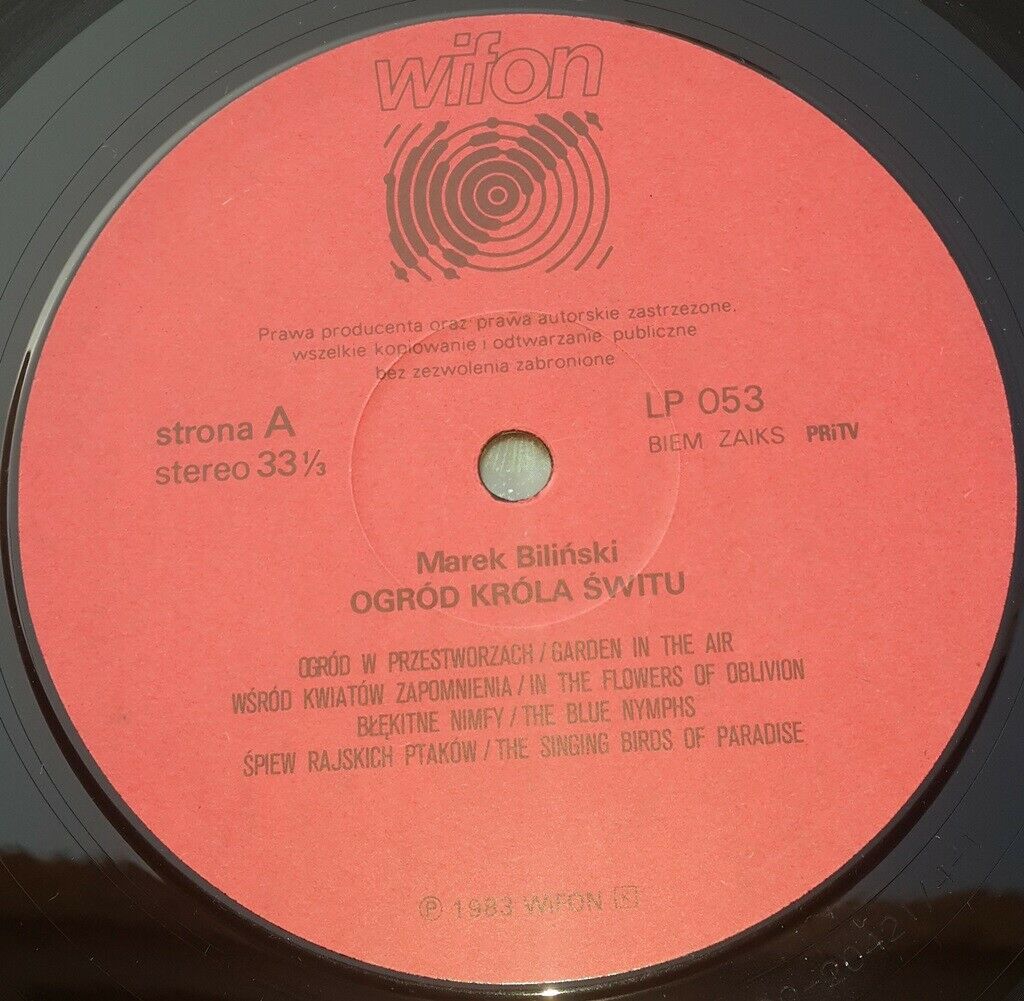 wifon
Prawa producenta oraz prawa autorskie zastrzeżone,
wszelkie kopiowanie i odtwarzanie publiczne
bez zezwolenia zabronione
strona A
stereo 33 ⅓
LP 053
BIEM ZAIKS PRiTV
Marek Biliński
OGRÓD KRÓLA ŚWITU
OGRÓD W PRZESTWORZACH / GARDEN IN THE AIR
WŚRÓD KWIATÓW ZAPOMNIENIA / IN THE FLOWERS OF OBLIVION
BŁĘKITNE NIMFY / THE BLUE NYMPHS
ŚPIEW RAJSKICH PTAKÓW / THE SINGING BIRDS OF PARADISE
℗ 1983 WIFON